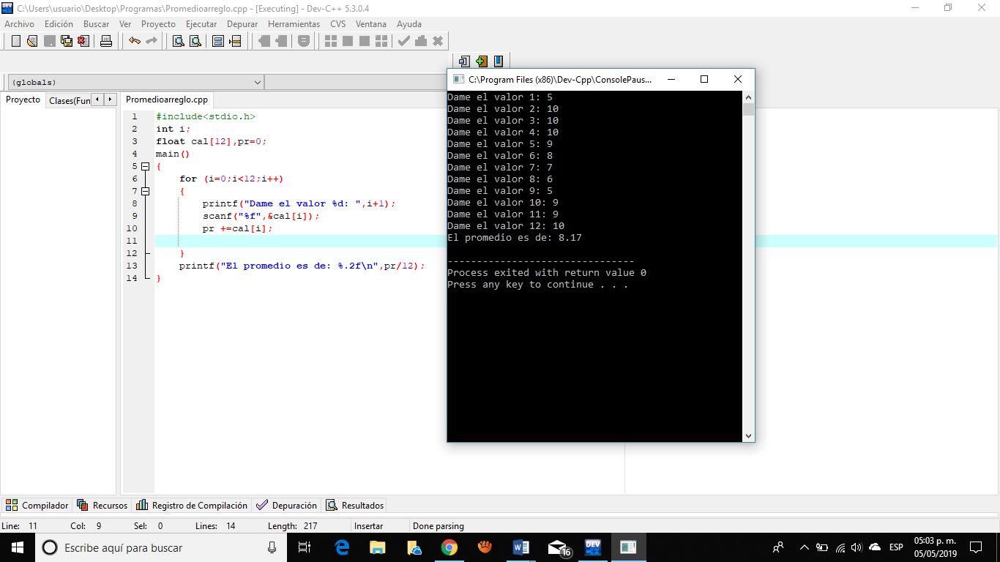 C:\Users\usuario\Desktop\Programas\Promedioarreglo.cpp - [Executing] - Dev-C++ 5.3.0.4
Archivo Edición Buscar Ver Proyecto Ejecutar Depurar Herramientas CVS Ventana Ayuda
(globals)
Proyecto Clases(Fun Promedioarreglo.cpp
1 #include<stdio.h>
2 int i;
3 float cal[12],pr=0;
4 main()
5 {
6 for (i=0;i<12;i++)
7 {
8 printf("Dame el valor %d: ",i+1);
9 scanf("%f",&cal[i]);
10 pr +=cal[i];
11
12 }
13 printf("El promedio es de: %.2f\n",pr/12);
14 }
C:\Program Files (x86)\Dev-Cpp\ConsolePaus...
Dame el valor 1: 5
Dame el valor 2: 10
Dame el valor 3: 10
Dame el valor 4: 10
Dame el valor 5: 9
Dame el valor 6: 8
Dame el valor 7: 7
Dame el valor 8: 6
Dame el valor 9: 5
Dame el valor 10: 9
Dame el valor 11: 9
Dame el valor 12: 10
El promedio es de: 8.17
--------------------------------
Process exited with return value 0
Press any key to continue . . .
Compilador Recursos Registro de Compilación Depuración Resultados
Line: 11 Col: 9 Sel: 0 Lines: 14 Length: 217 Insertar Done parsing
Escribe aquí para buscar 16 DEV ESP 05:03 p. m.
05/05/2019